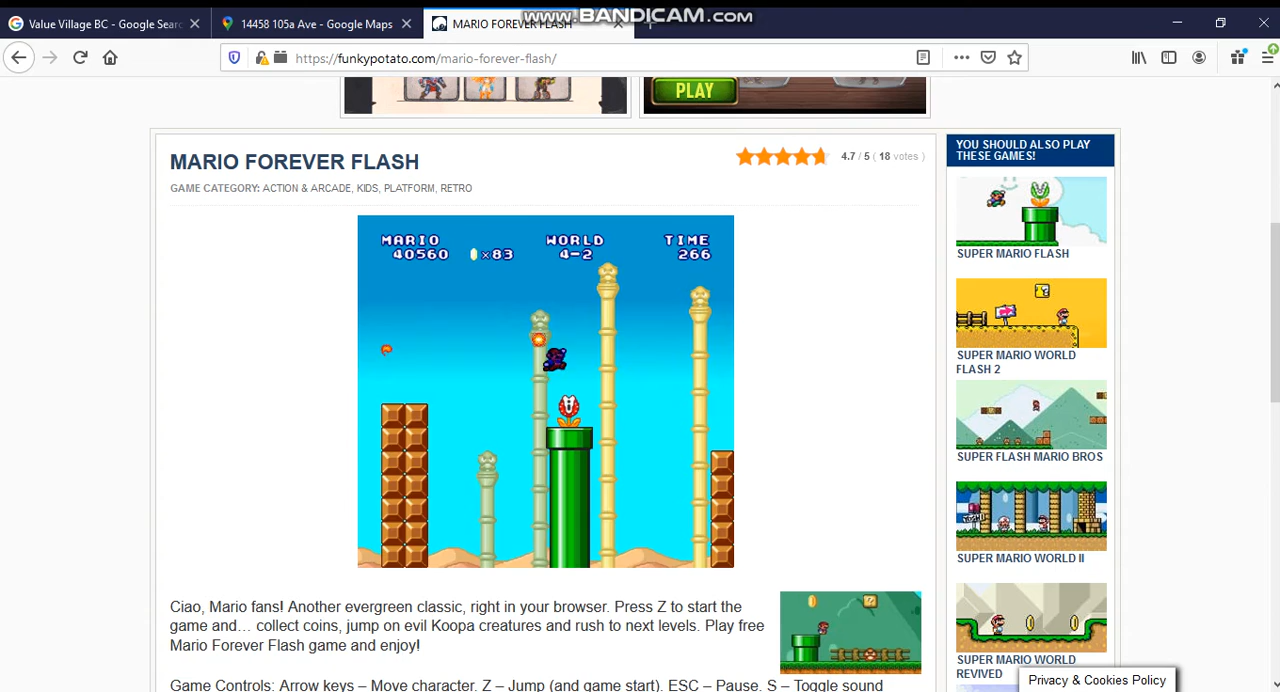 www.BANDICAM.com
Value Village BC - Google Searc
14458 105a Ave - Google Maps
MARIO FOREVER FLASH
https://funkypotato.com/mario-forever-flash/
PLAY
MARIO FOREVER FLASH
4.7 / 5 ( 18 votes )
GAME CATEGORY: ACTION & ARCADE, KIDS, PLATFORM, RETRO
MARIO WORLD TIME
40560 ×83 4-2 266
Ciao, Mario fans! Another evergreen classic, right in your browser. Press Z to start the
game and… collect coins, jump on evil Koopa creatures and rush to next levels. Play free
Mario Forever Flash game and enjoy!
Game Controls: Arrow keys – Move character. Z – Jump (and game start). ESC – Pause. S – Toggle sound
YOU SHOULD ALSO PLAY
THESE GAMES!
SUPER MARIO FLASH
SUPER MARIO WORLD
FLASH 2
SUPER FLASH MARIO BROS
SUPER MARIO WORLD II
SUPER MARIO WORLD
REVIVED
Privacy & Cookies Policy